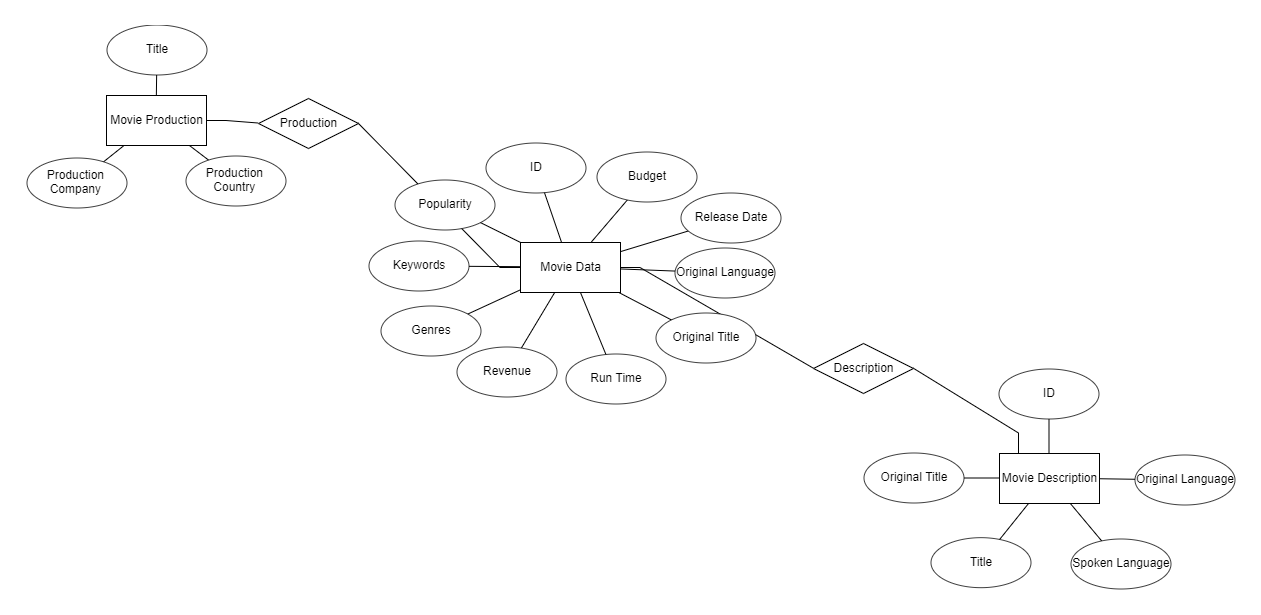 Title
Movie Production
Production
Production
Company
Production
Country
ID
Budget
Popularity
Release Date
Keywords
Movie Data
Original Language
Genres
Original Title
Revenue
Run Time
Description
ID
Original Title
Movie Description
Original Language
Title
Spoken Language